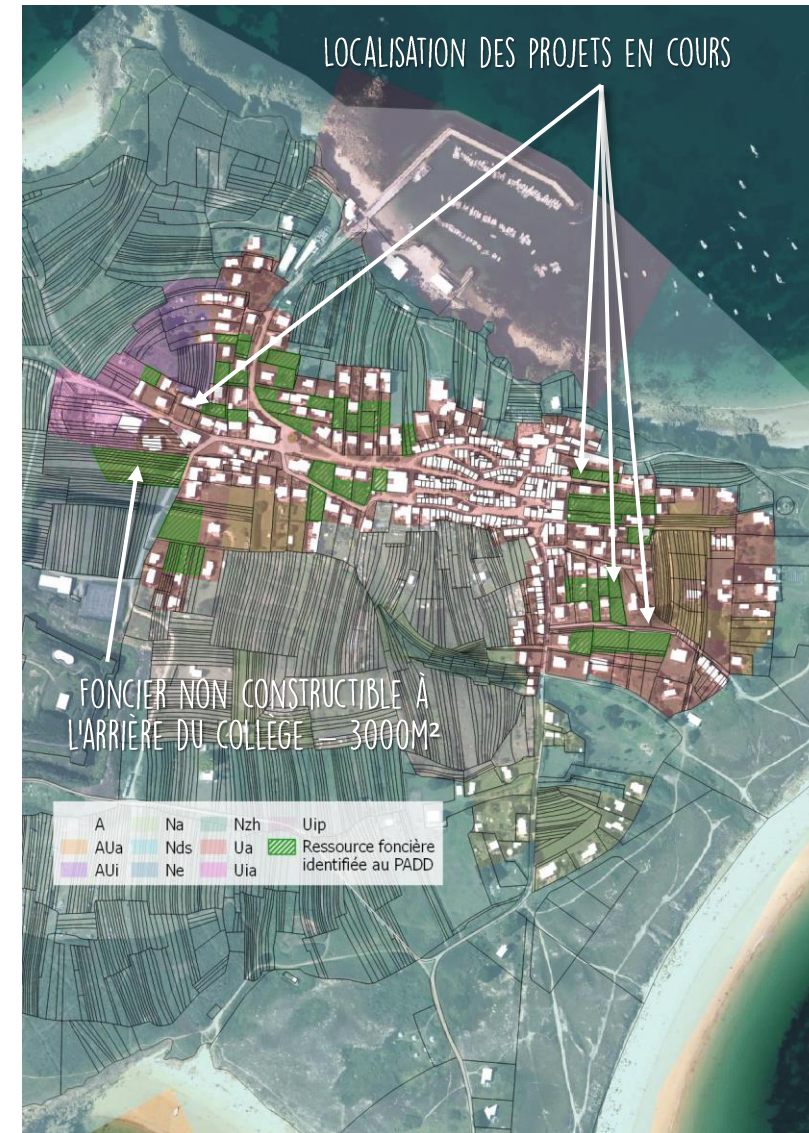 LOCALISATION DES PROJETS EN COURS
FONCIER NON CONSTRUCTIBLE À
L'ARRIÈRE DU COLLÈGE – 3000M²
A
AUa
AUi
Na
Nds
Ne
Nzh
Ua
Uia
Uip
Ressource foncière
identifiée au PADD